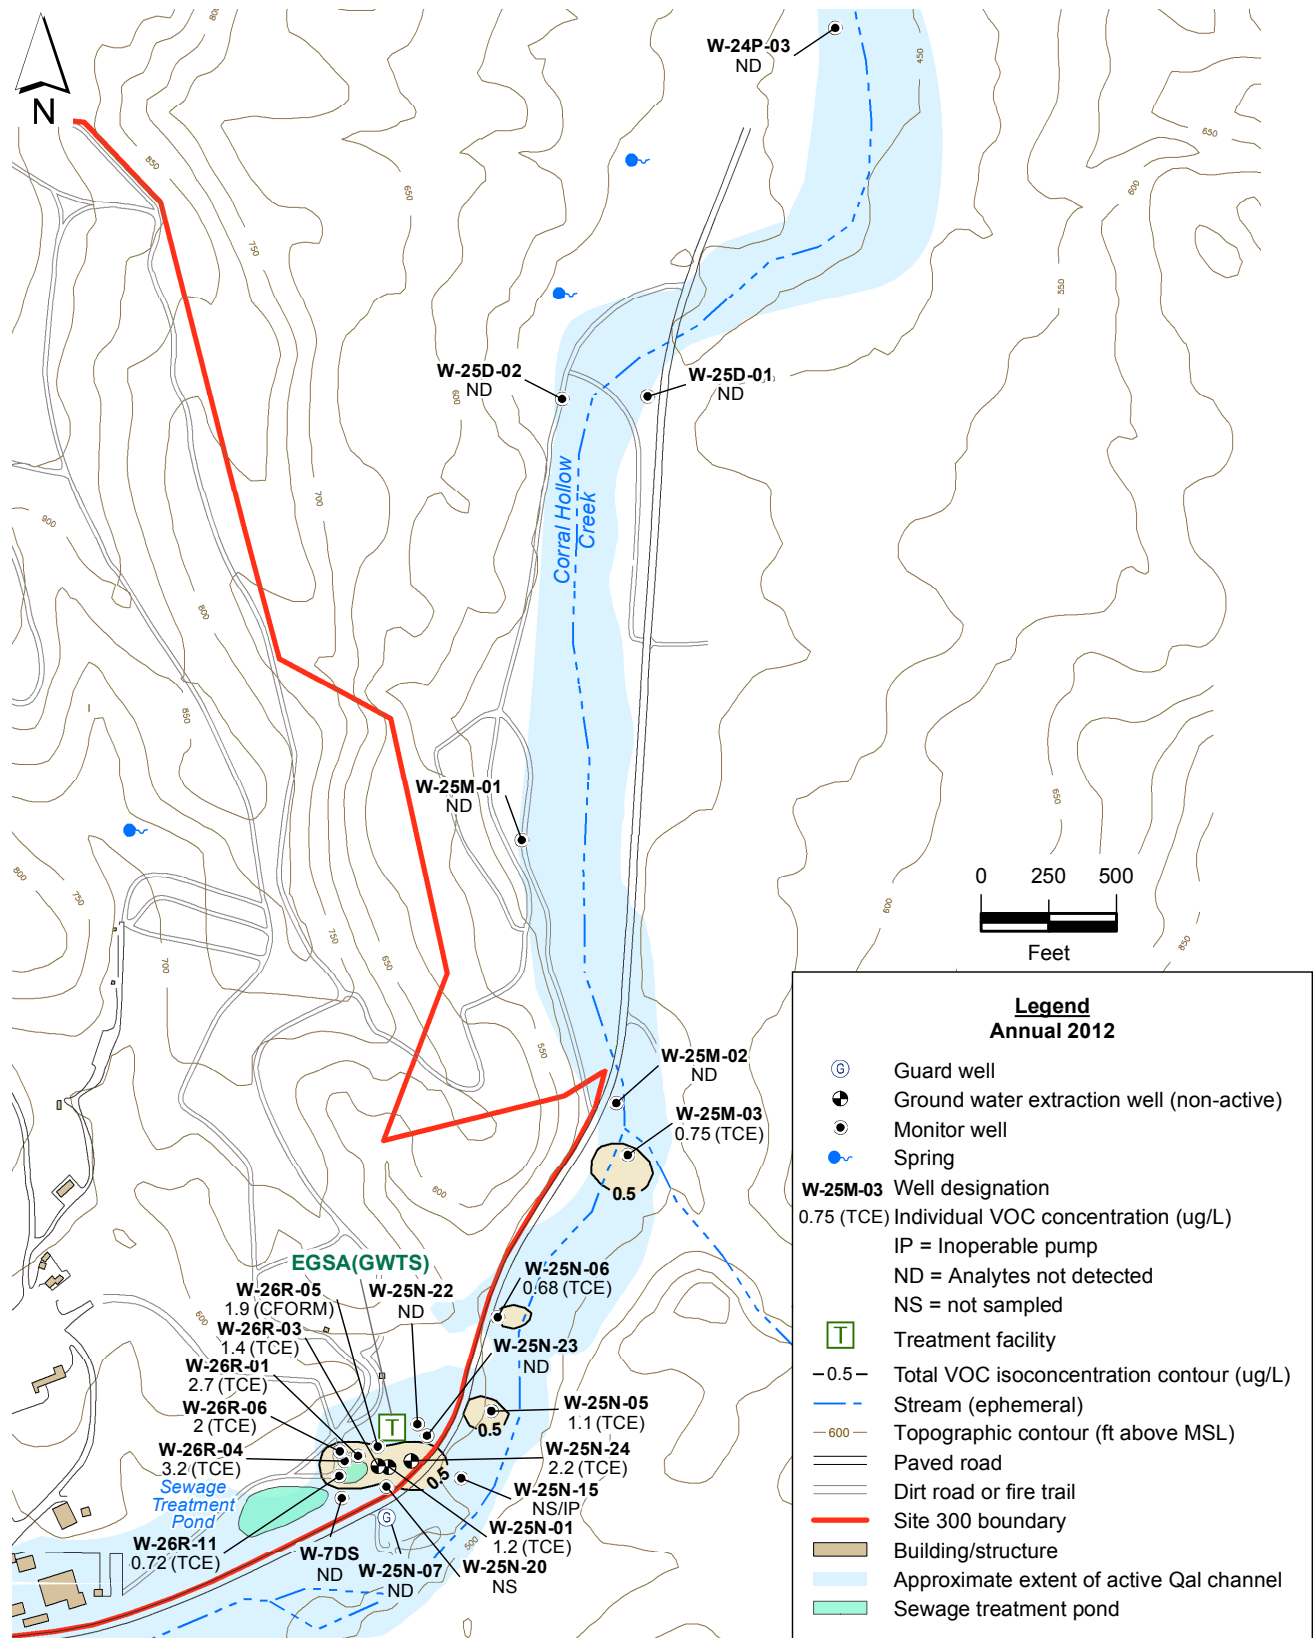 W-24P-03
ND
450
N
650
850
650
600
750
550
W-25D-02
ND
W-25D-01
ND
600
700
Corral Hollow
Creek
900
800
850
W-25M-01
ND
650
800
750
750
650
700
600
850
0 250 500
Feet
550
W-25M-02
ND
W-25M-03
0.75 (TCE)
0.5
600
EGSA(GWTS)
W-26R-05
1.9 (CFORM)
W-25N-22
ND
W-25N-06
0.68 (TCE)
600
W-26R-03
1.4 (TCE)
W-25N-23
ND
W-26R-01
2.7 (TCE)
W-26R-06
2 (TCE)
T
W-25N-05
1.1 (TCE)
0.5
W-26R-04
3.2 (TCE)
W-25N-24
2.2 (TCE)
0.5
Sewage
Treatment
Pond
W-25N-15
NS/IP
G
W-25N-01
1.2 (TCE)
500
W-26R-11
0.72 (TCE)
W-7DS
ND
W-25N-07
ND
W-25N-20
NS
Legend
Annual 2012
G Guard well
Ground water extraction well (non-active)
Monitor well
Spring
W-25M-03 Well designation
0.75 (TCE) Individual VOC concentration (ug/L)
IP = Inoperable pump
ND = Analytes not detected
NS = not sampled
T Treatment facility
0.5 Total VOC isoconcentration contour (ug/L)
Stream (ephemeral)
600 Topographic contour (ft above MSL)
Paved road
Dirt road or fire trail
Site 300 boundary
Building/structure
Approximate extent of active Qal channel
Sewage treatment pond